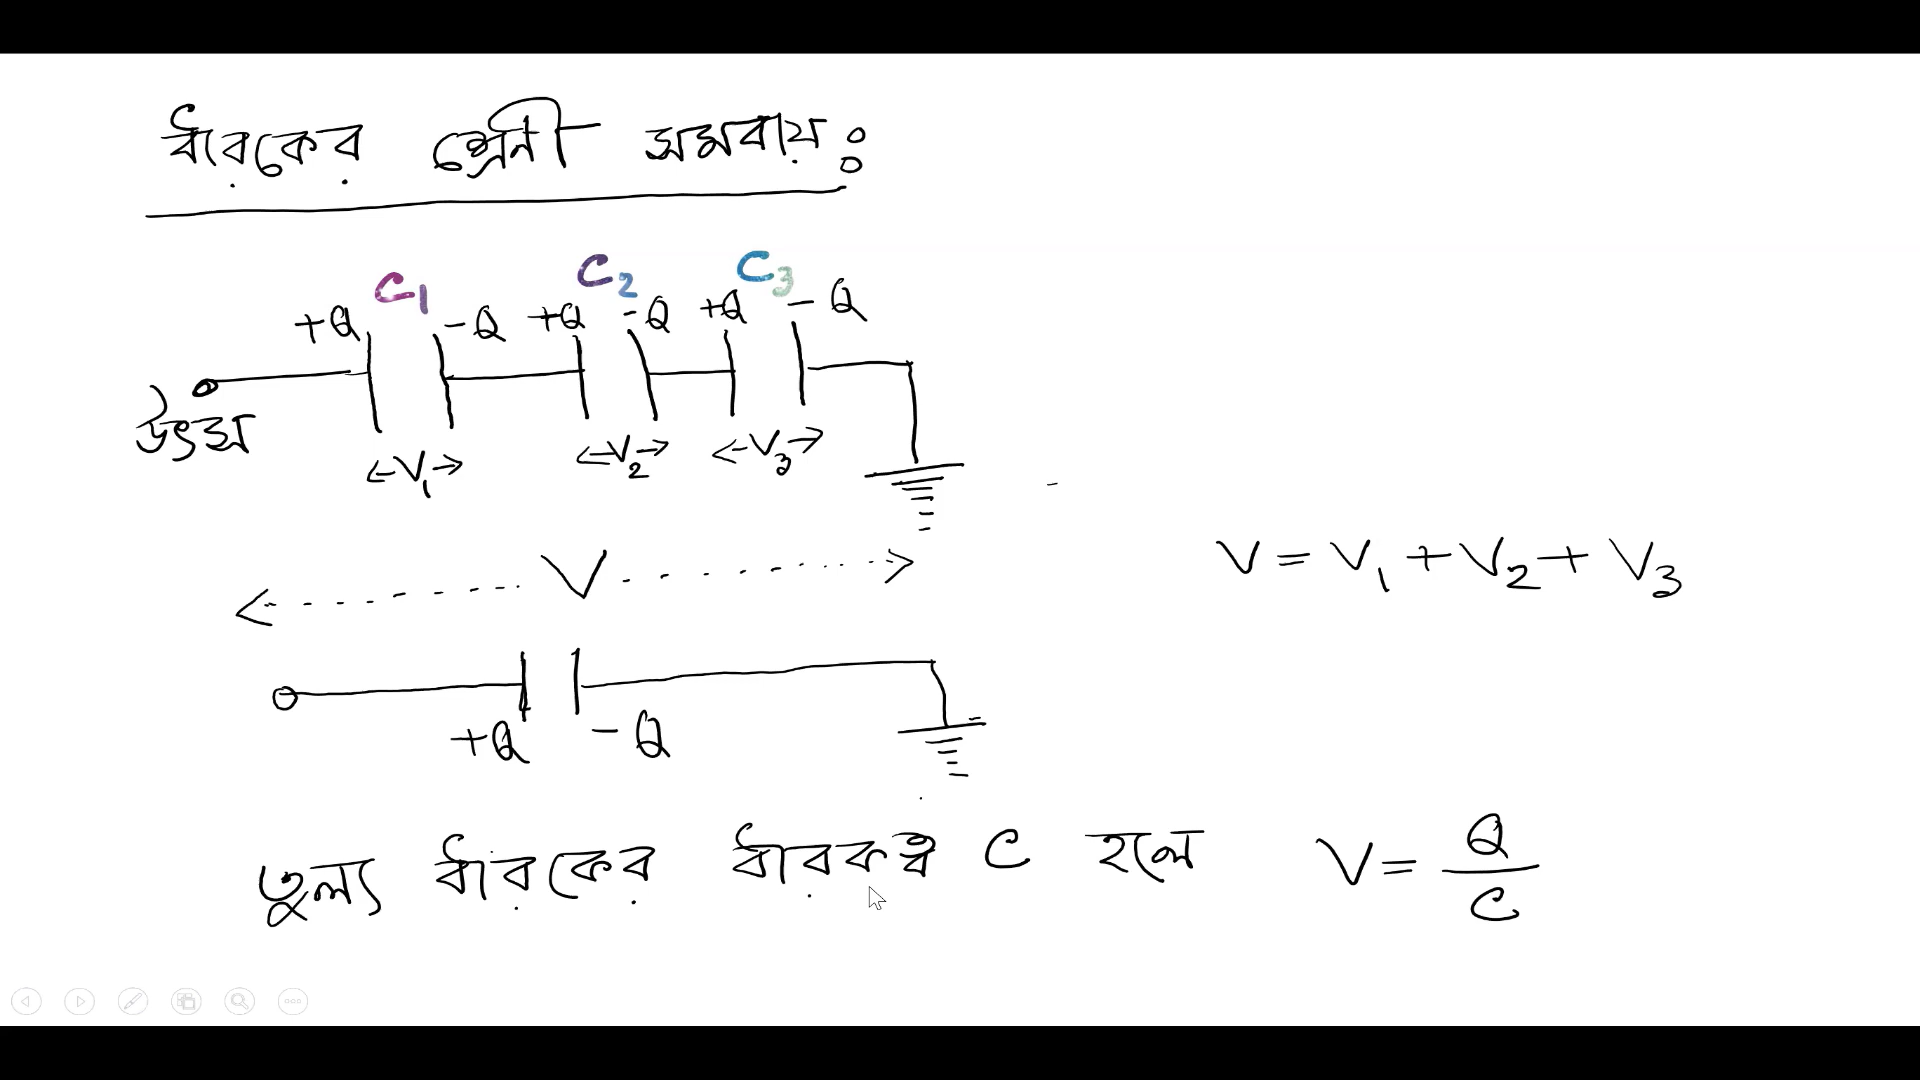 ধারকের শ্রেণী সমবায়ঃ
C₁ C₂ C₃
+Q -Q +Q -Q +Q -Q
উৎস
V₁ V₂ V₃
V
V = V₁ + V₂ + V₃
+Q -Q
তুল্য ধারকের ধারকত্ব C হলে V = Q/C